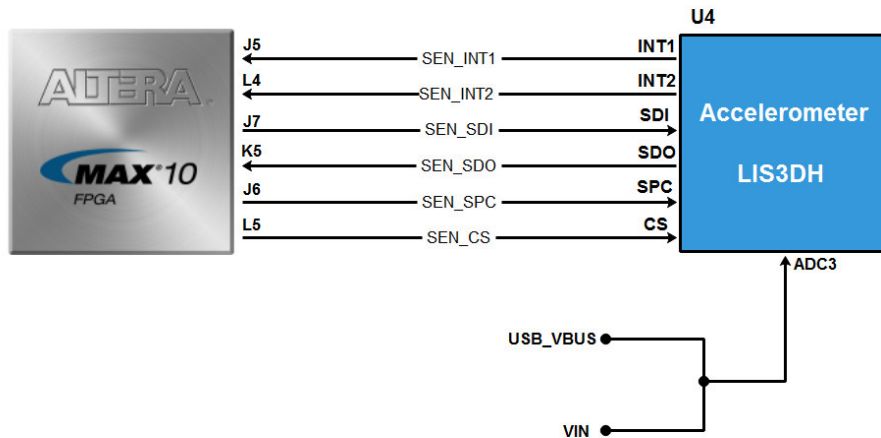 U4
J5 SEN_INT1 INT1
L4 SEN_INT2 INT2
J7 SEN_SDI SDI
K5 SEN_SDO SDO
J6 SEN_SPC SPC
L5 SEN_CS CS
ALTERA®
MAX® 10
FPGA
Accelerometer
LIS3DH
ADC3
USB_VBUS
VIN